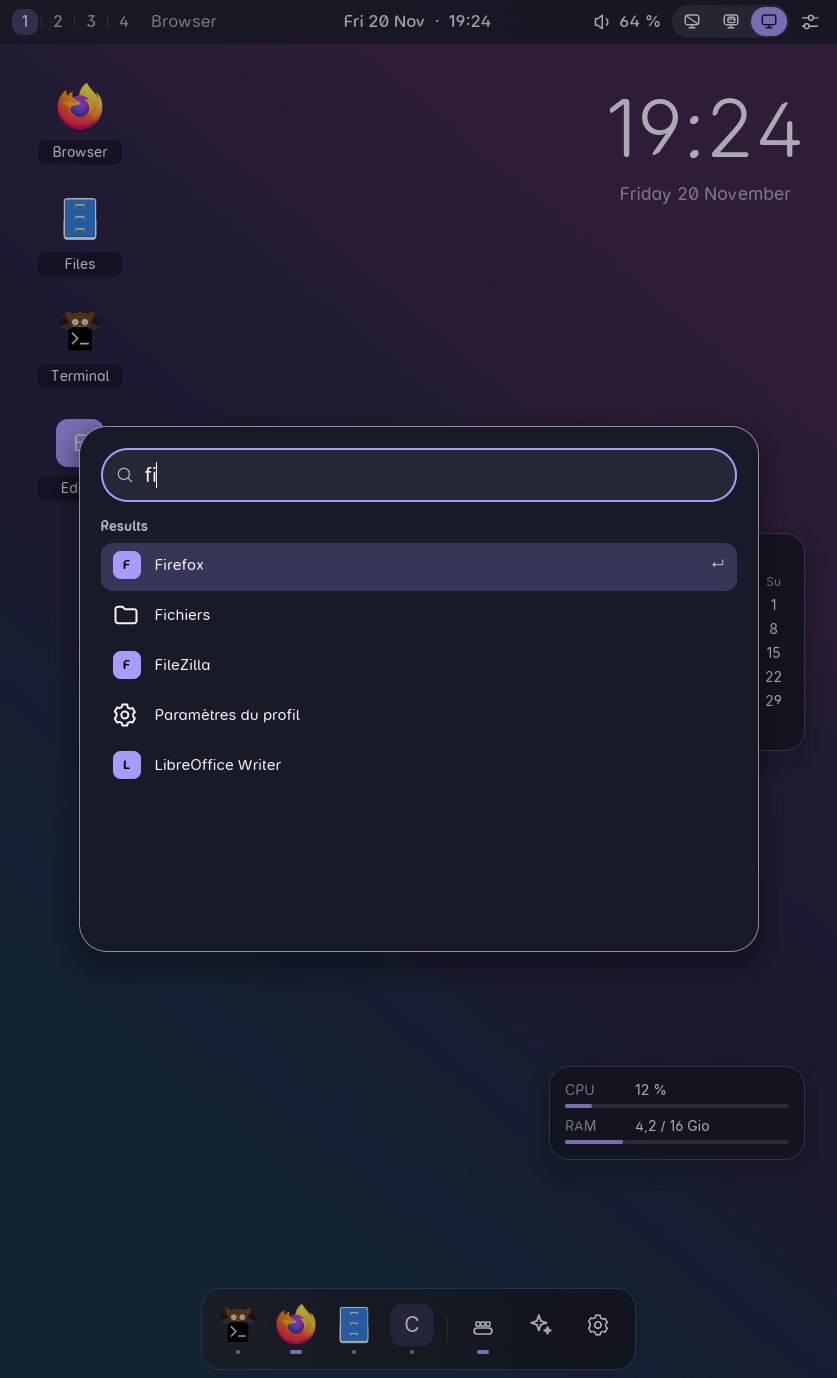 1 2 3 4 Browser Fri 20 Nov · 19:24 64 %
Browser
19:24
Friday 20 November
Files
Terminal
fi
Results
F Firefox
Fichiers
F FileZilla
Paramètres du profil
L LibreOffice Writer
Su
1
8
15
22
29
CPU 12 %
RAM 4,2 / 16 Gio
C